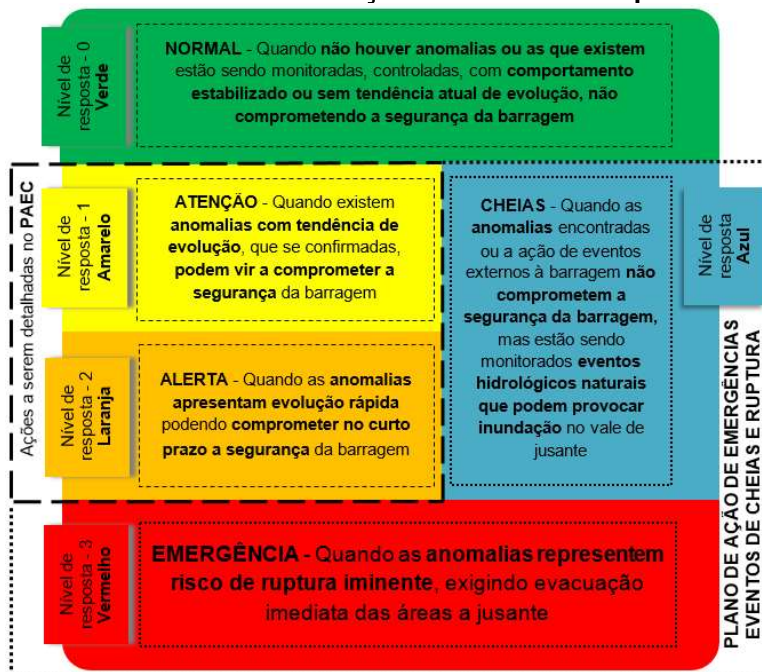 Nível de
resposta - 0
Verde
NORMAL - Quando não houver anomalias ou as que existem
estão sendo monitoradas, controladas, com comportamento
estabilizado ou sem tendência atual de evolução, não
comprometendo a segurança da barragem
Ações a serem detalhadas no PAEC
Nível de
resposta - 1
Amarelo
ATENÇÃO - Quando existem
anomalias com tendência de
evolução, que se confirmadas,
podem vir a comprometer a
segurança da barragem
CHEIAS - Quando as
anomalias encontradas
ou a ação de eventos
externos à barragem não
comprometem a
segurança da barragem,
mas estão sendo
monitorados eventos
hidrológicos naturais
que podem provocar
inundação no vale de
jusante
Nível de
resposta
Azul
Nível de
resposta - 2
Laranja
ALERTA - Quando as anomalias
apresentam evolução rápida
podendo comprometer no curto
prazo a segurança da barragem
Nível de
resposta - 3
Vermelho
EMERGÊNCIA - Quando as anomalias representem
risco de ruptura iminente, exigindo evacuação
imediata das áreas a jusante
PLANO DE AÇÃO DE EMERGÊNCIAS
EVENTOS DE CHEIAS E RUPTURA